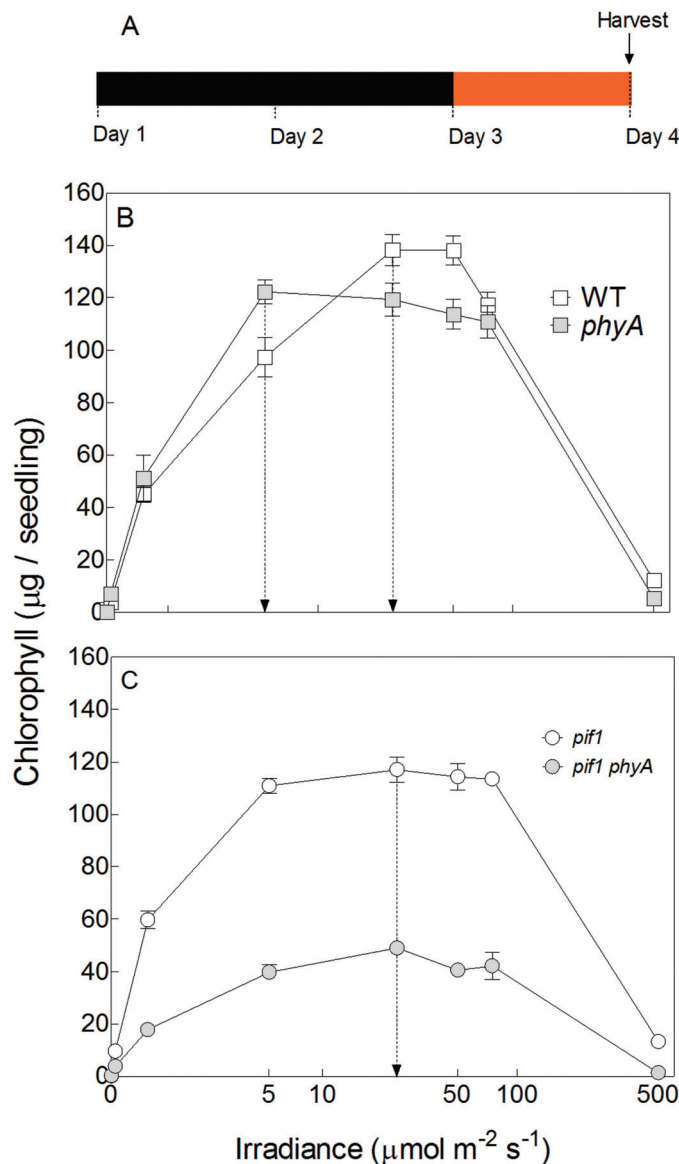 A
Harvest
Day 1
Day 2
Day 3
Day 4
Chlorophyll (μg / seedling)
B
160
140
120
100
80
60
40
20
0
WT
phyA
C
160
140
120
100
80
60
40
20
0
pif1
pif1 phyA
0
5
10
50
100
500
Irradiance (μmol m⁻² s⁻¹)